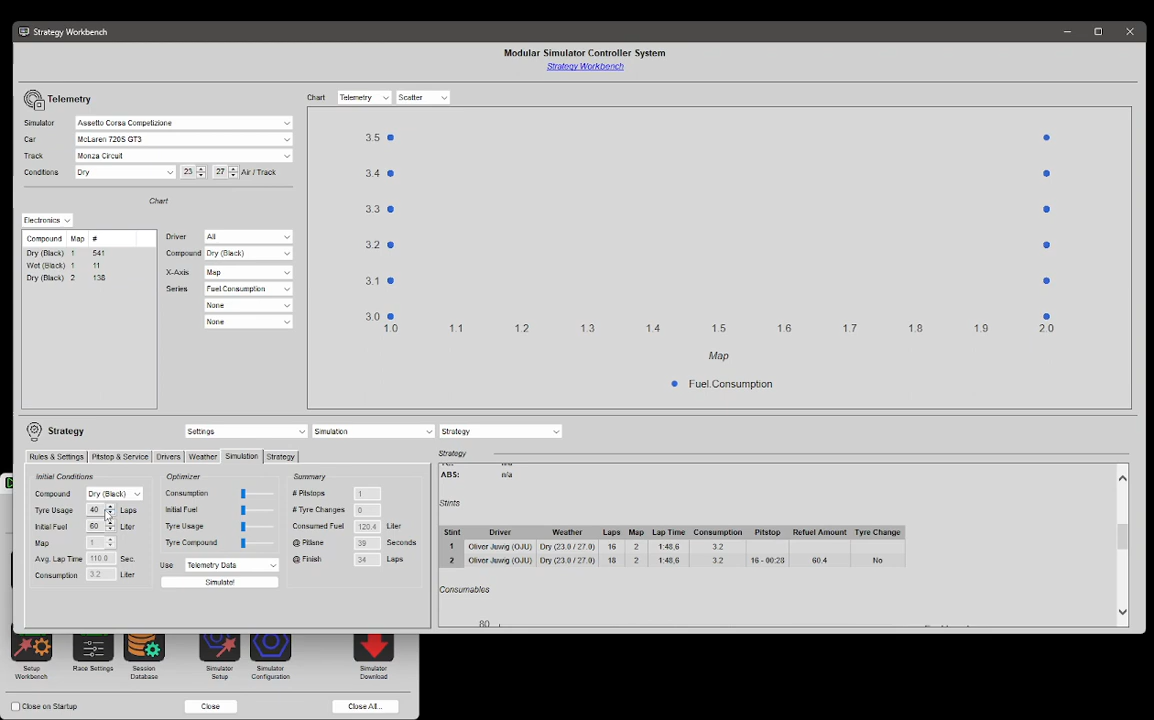 Strategy Workbench
Modular Simulator Controller System
Strategy Workbench
Telemetry
Simulator Assetto Corsa Competizione
Car McLaren 720S GT3
Track Monza Circuit
Conditions Dry 23 27 Air / Track
Chart
Electronics
Compound Map #
Dry (Black) 1 541
Wet (Black) 1 11
Dry (Black) 2 138
Driver All
Compound Dry (Black)
X-Axis Map
Series Fuel.Consumption
None
None
Chart Telemetry Scatter
3.5
3.4
3.3
3.2
3.1
3.0
1.0 1.1 1.2 1.3 1.4 1.5 1.6 1.7 1.8 1.9 2.0
Map
Fuel.Consumption
Strategy Settings Simulation Strategy
Rules & Settings Pitstop & Service Drivers Weather Simulation Strategy
Initial Conditions
Compound Dry (Black)
Tyre Usage 40 Laps
Initial Fuel 60 Liter
Map 1
Avg. Lap Time 110.0 Sec.
Consumption 3.2 Liter
Optimizer
Consumption
Initial Fuel
Tyre Usage
Tyre Compound
Use Telemetry Data
Simulate!
Summary
# Pitstops 1
# Tyre Changes 0
Consumed Fuel 120.4 Liter
@ Pitlane 39 Seconds
@ Finish 34 Laps
Strategy
n/a
ABS: n/a
Stints
Stint Driver Weather Laps Map Lap Time Consumption Pitstop Refuel Amount Tyre Change
1 Oliver Juwig (OJU) Dry (23.0 / 27.0) 16 2 1:48,6 3.2
2 Oliver Juwig (OJU) Dry (23.0 / 27.0) 18 2 1:48,6 3.2 16 - 00:28 60.4 No
Consumables
80
Setup Workbench
Race Settings
Session Database
Simulator Setup
Simulator Configuration
Simulator Download
Close on Startup Close Close All...